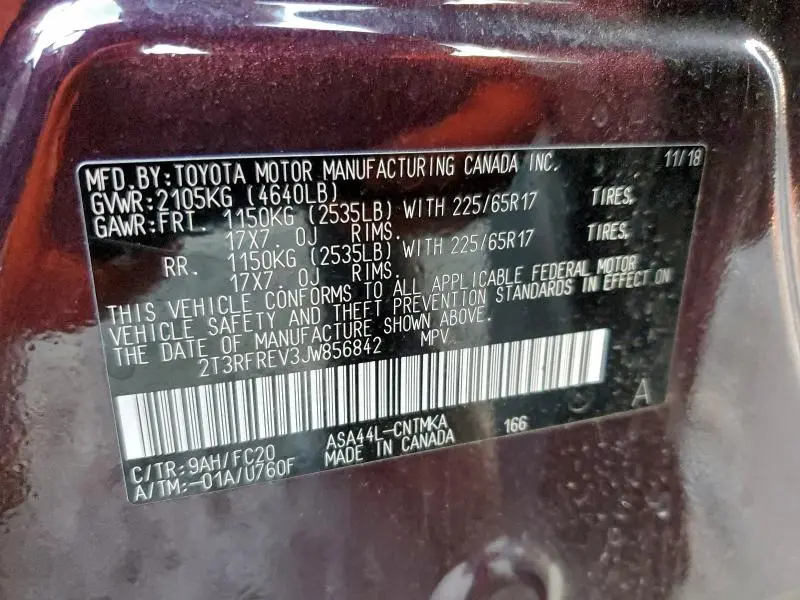 MFD.BY:TOYOTA MOTOR MANUFACTURING CANADA INC. 11/18
GVWR:2105KG (4640LB)
GAWR:FRT. 1150KG (2535LB) WITH 225/65R17 TIRES,
17X7. 0J RIMS.
RR. 1150KG (2535LB) WITH 225/65R17 TIRES,
17X7. 0J RIMS.
THIS VEHICLE CONFORMS TO ALL APPLICABLE FEDERAL MOTOR
VEHICLE SAFETY AND THEFT PREVENTION STANDARDS IN EFFECT ON
THE DATE OF MANUFACTURE SHOWN ABOVE.
2T3RFREV3JW856842 MPV
A
C/TR:9AH/FC20 ASA44L-CNTMKA 166
A/TM:-01A/U760F MADE IN CANADA